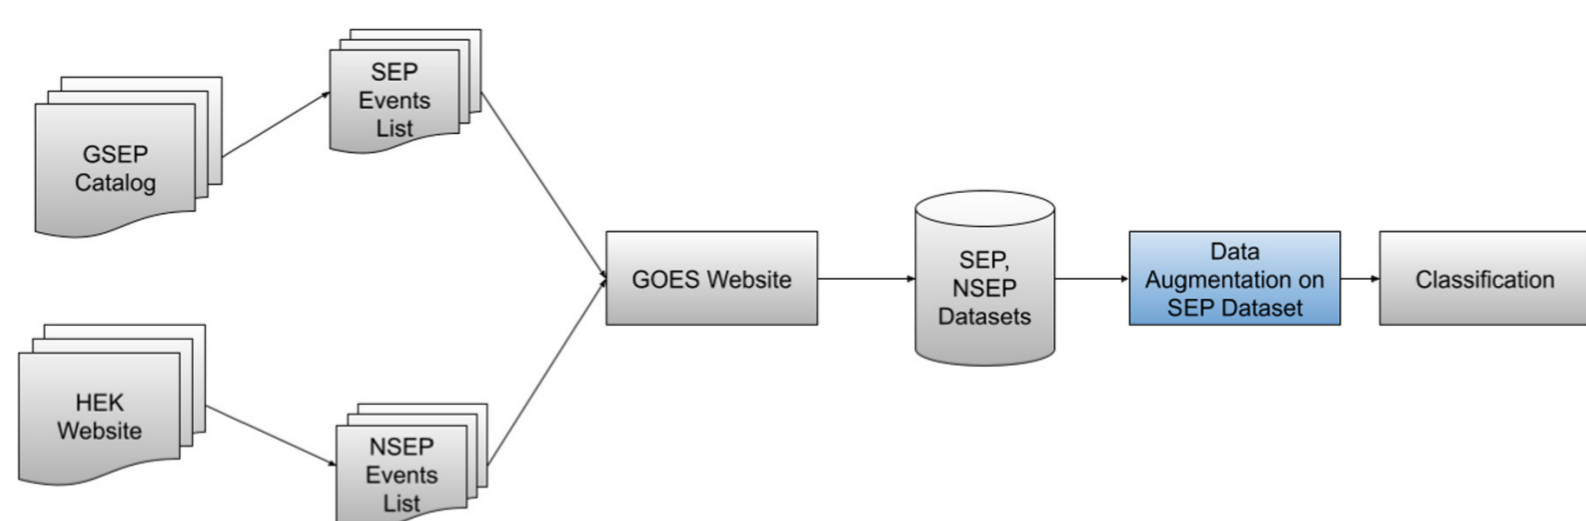 SEP
Events
List
GSEP
Catalog
GOES Website
SEP,
NSEP
Datasets
Data
Augmentation on
SEP Dataset
Classification
HEK
Website
NSEP
Events
List